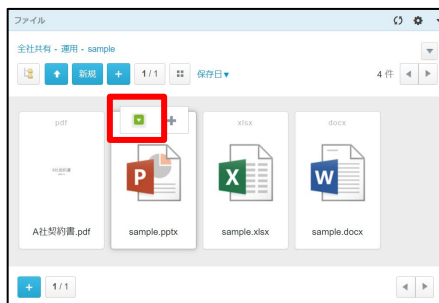 ファイル
全社共有 - 運用 - sample
新規 + 1/1 保存日▼ 4件
pdf xlsx docx
P X W
A社契約書.pdf sample.pptx sample.xlsx sample.docx
+ 1/1